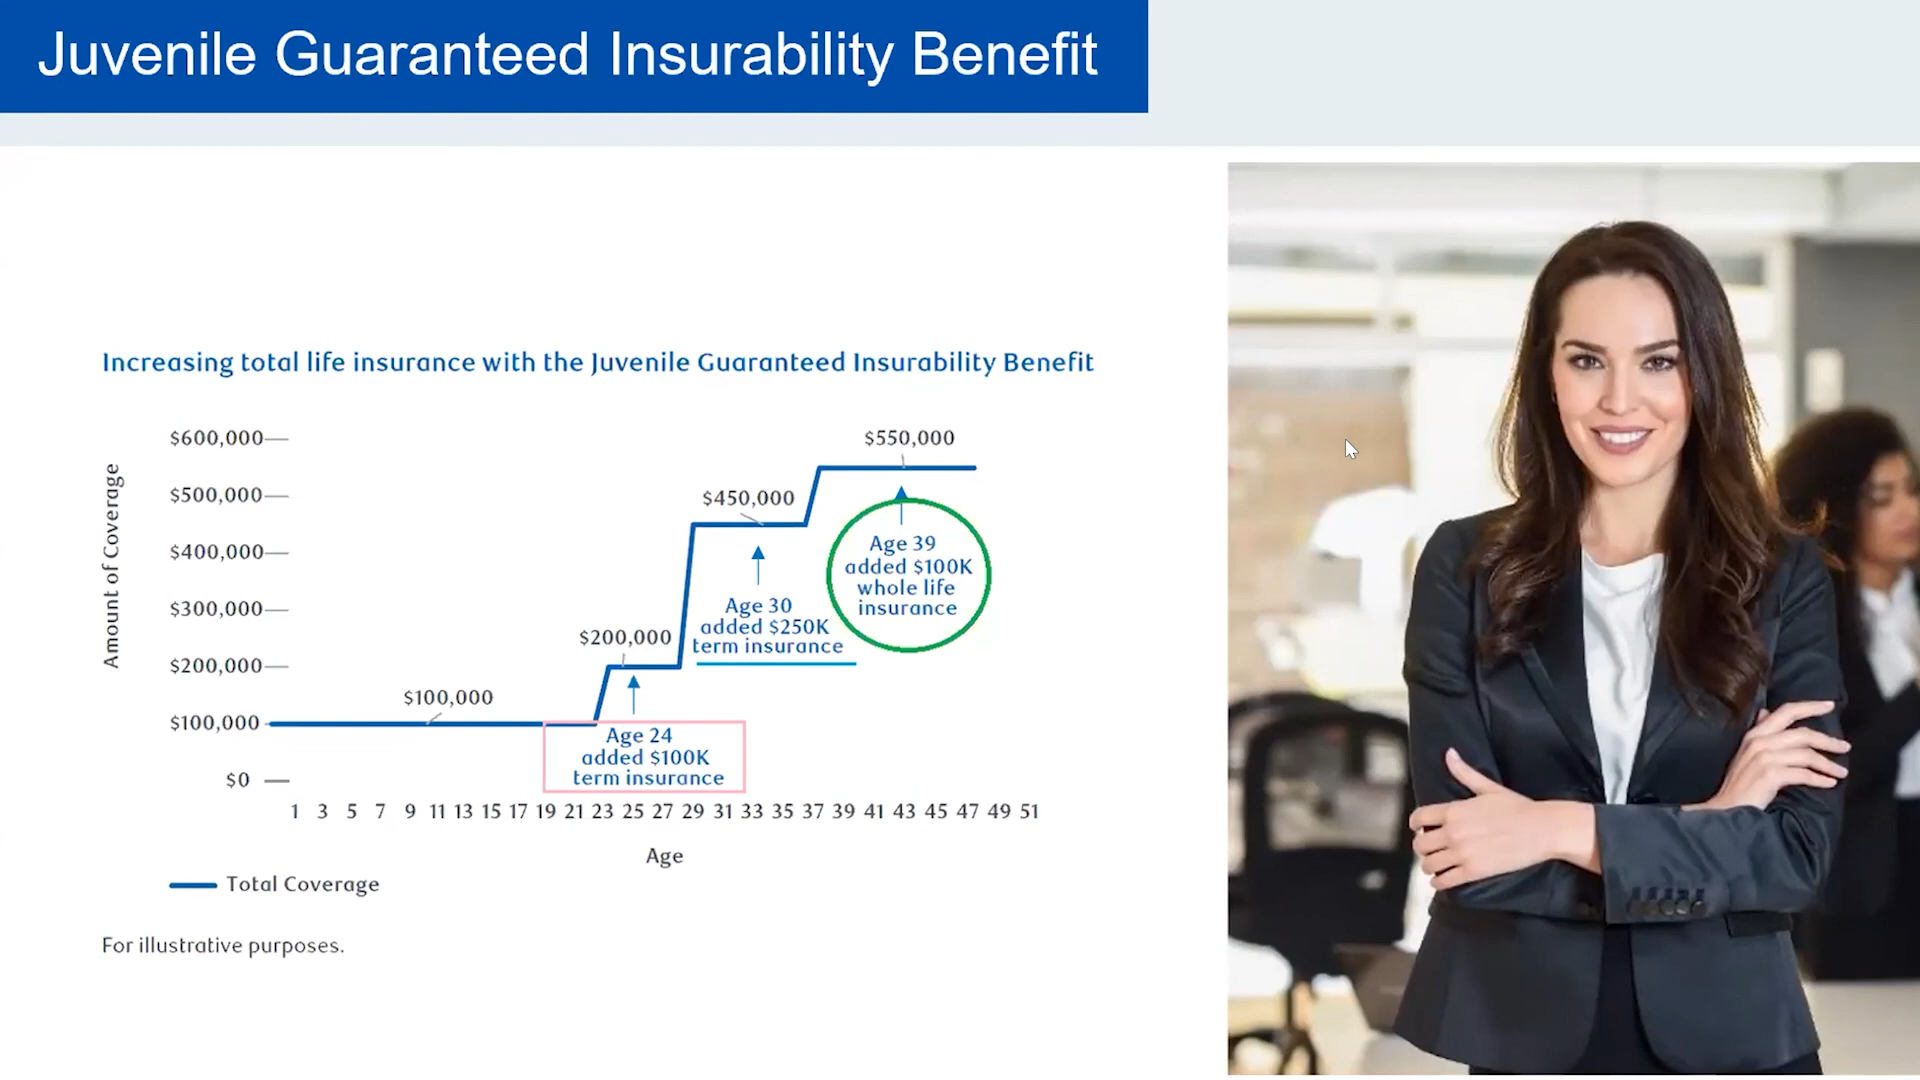 Juvenile Guaranteed Insurability Benefit
Increasing total life insurance with the Juvenile Guaranteed Insurability Benefit
Amount of Coverage
$600,000
$500,000
$400,000
$300,000
$200,000
$100,000
$0
$100,000
$200,000
$450,000
$550,000
Age 24
added $100K
term insurance
Age 30
added $250K
term insurance
Age 39
added $100K
whole life
insurance
1 3 5 7 9 11 13 15 17 19 21 23 25 27 29 31 33 35 37 39 41 43 45 47 49 51
Age
Total Coverage
For illustrative purposes.